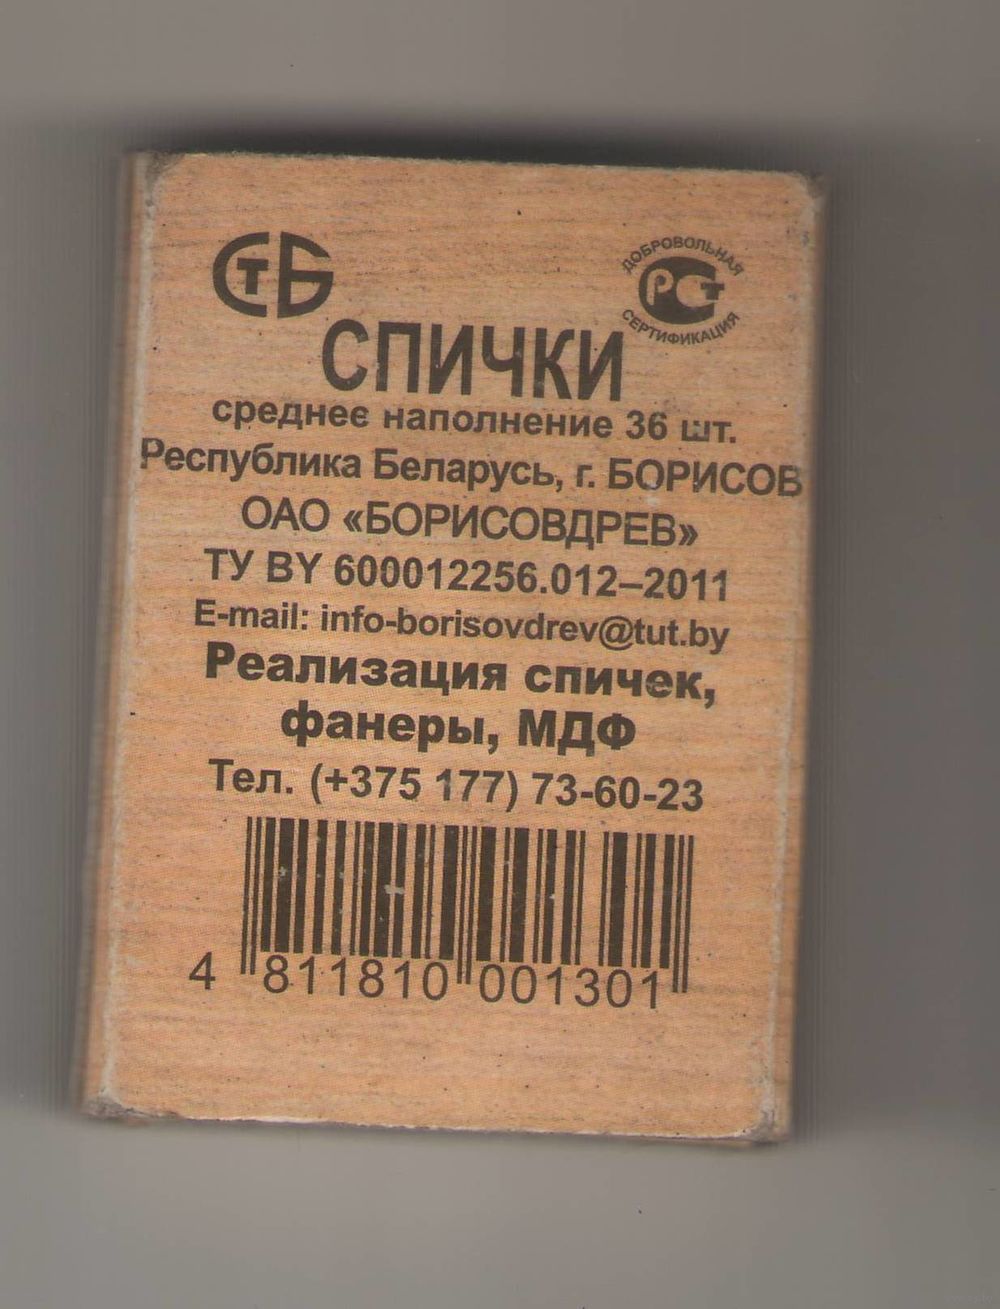 СТБ
ДОБРОВОЛЬНАЯ
РСТ
СЕРТИФИКАЦИЯ
СПИЧКИ
среднее наполнение 36 шт.
Республика Беларусь, г. БОРИСОВ
ОАО «БОРИСОВДРЕВ»
ТУ BY 600012256.012–2011
E-mail: info-borisovdrev@tut.by
Реализация спичек,
фанеры, МДФ
Тел. (+375 177) 73-60-23
4 811810 001301